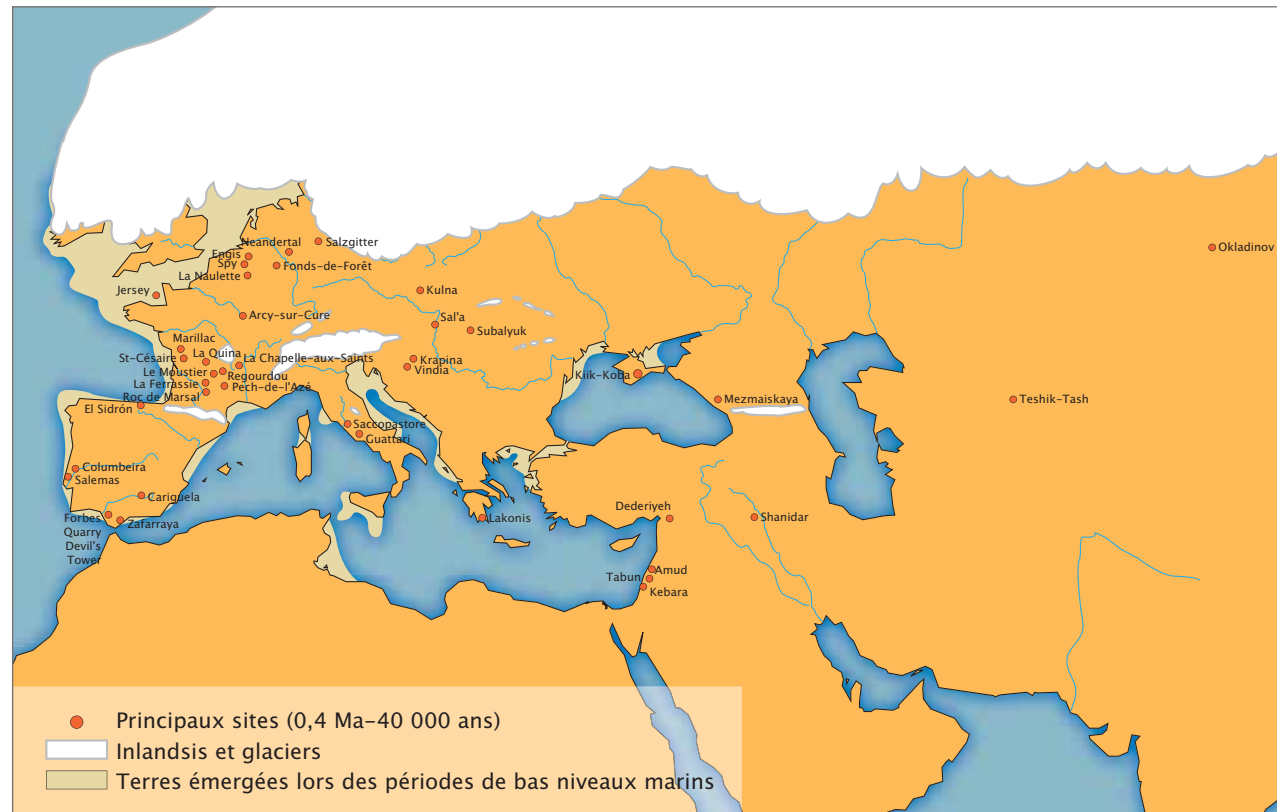 Neandertal
Salzgitter
Engis
Spy
Fonds-de-Forêt
La Naulette
Okladinov
Jersey
Kulna
Arcy-sur-Cure
Sal'a
Subalyuk
Marillac
La Quina
St-Césaire
La Chapelle-aux-Saints
Krapina
Vindia
Le Moustier
Regourdou
Kiik-Koba
La Ferrassie
Pech-de-l'Azé
Roc de Marsal
El Sidrón
Mezmaiskaya
Teshik-Tash
Saccopastore
Guattari
Columbeira
Salemas
Cariguela
Forbes
Quarry
Devil's
Tower
Zafarraya
Lakonis
Dederiyeh
Shanidar
Amud
Tabun
Kebara
Principaux sites (0,4 Ma–40 000 ans)
Inlandsis et glaciers
Terres émergées lors des périodes de bas niveaux marins